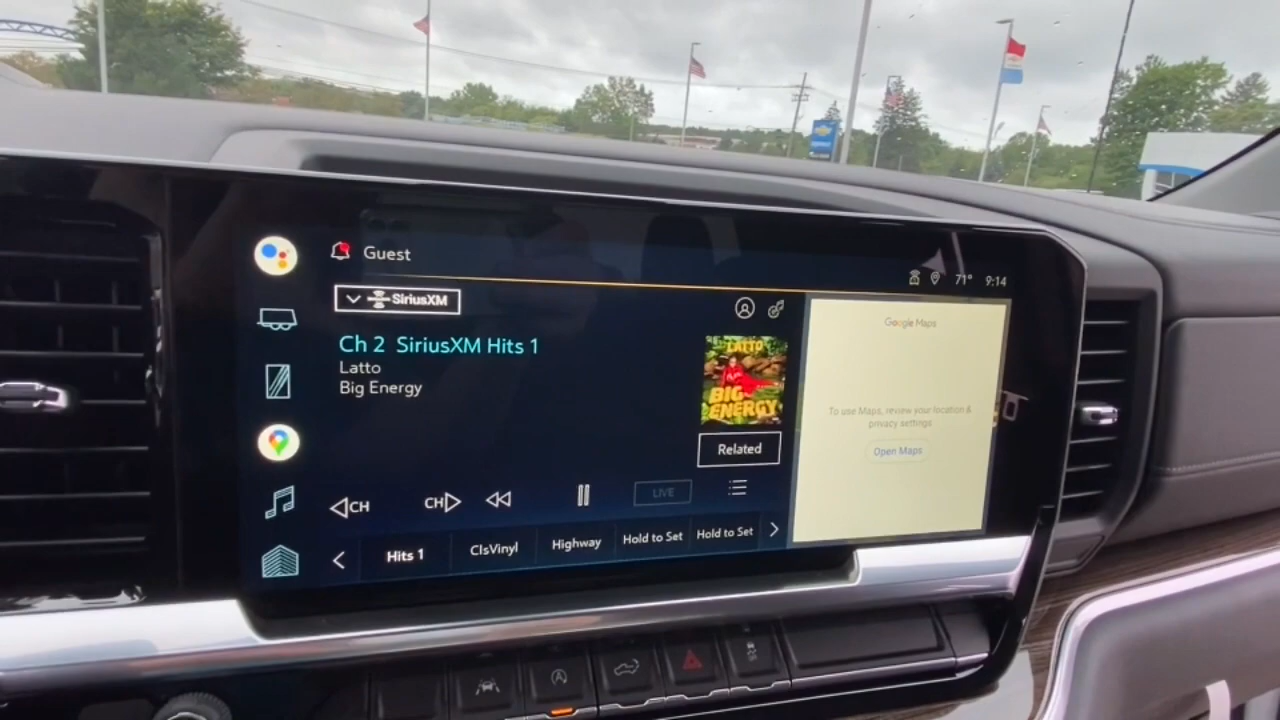 Guest
71° 9:14
SiriusXM
Ch 2 SiriusXM Hits 1
Latto
Big Energy
LATTO
BIG
ENERGY
Related
CH
CH
LIVE
Hits 1
ClsVinyl
Highway
Hold to Set
Hold to Set
Google Maps
To use Maps, review your location &
privacy settings
Open Maps
A